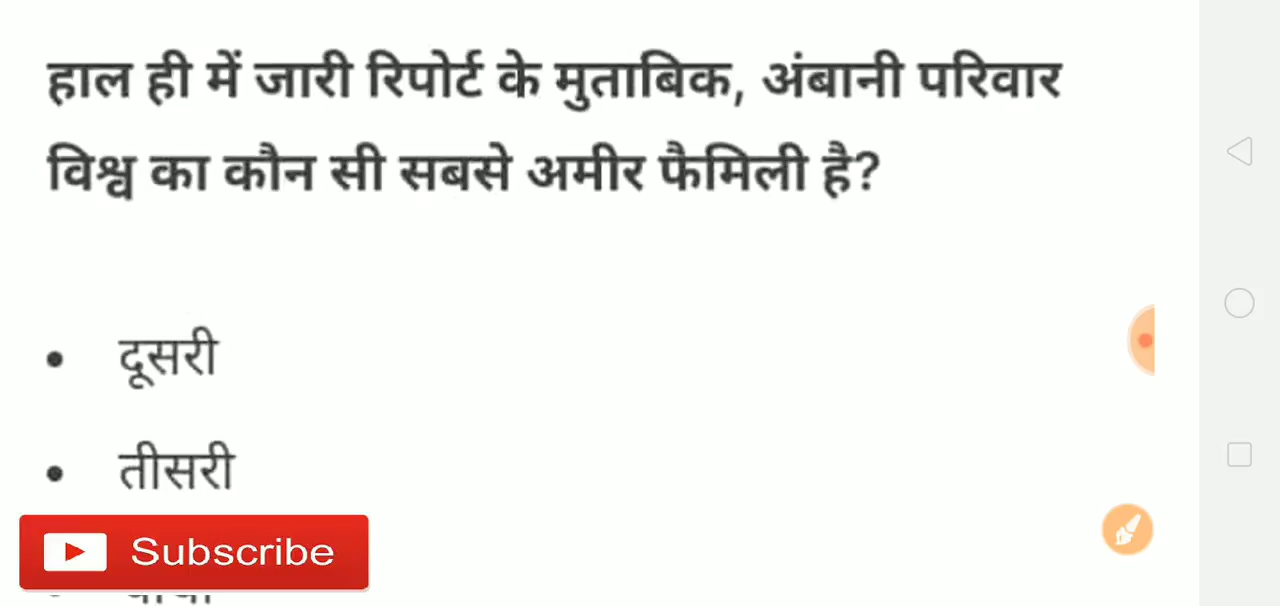 हाल ही में जारी रिपोर्ट के मुताबिक, अंबानी परिवार
विश्व का कौन सी सबसे अमीर फैमिली है?
• दूसरी
• तीसरी
Subscribe